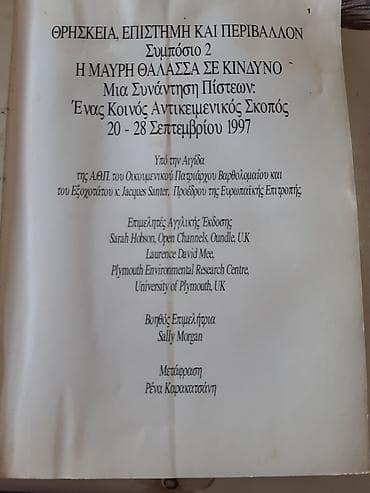 1
ΘΡΗΣΚΕΙΑ, ΕΠΙΣΤΗΜΗ ΚΑΙ ΠΕΡΙΒΑΛΛΟΝ
Συμπόσιο 2
Η ΜΑΥΡΗ ΘΑΛΑΣΣΑ ΣΕ ΚΙΝΔΥΝΟ
Μια Συνάντηση Πίστεων:
Ένας Κοινός Αντικειμενικός Σκοπός
20 - 28 Σεπτεμβρίου 1997
Υπό την Αιγίδα
της Α.Θ.Π. του Οικουμενικού Πατριάρχου Βαρθολομαίου και
του Εξοχοτάτου κ. Jacques Santer, Προέδρου της Ευρωπαϊκής Επιτροπής
Επιμελητές Αγγλικής Έκδοσης
Sarah Hobson, Open Channels, Oundle, U.K
Laurence David Mee,
Plymouth Environmental Research Centre,
University of Plymouth, UK
Βοηθός Επιμελήτρια
Sally Morgan
Μετάφραση
Ρένα Καρακατσάνη